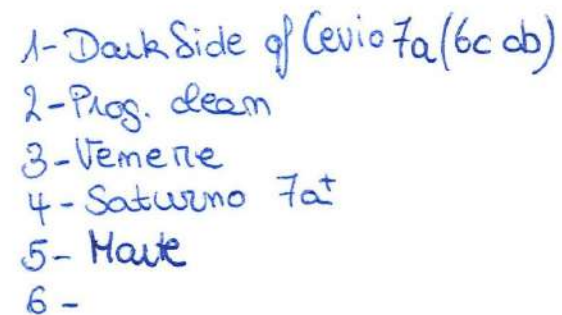 1-Dark Side of Cevio 7a (6c ob)
2-Prog. clean
3-Venere
4-Saturno 7a+
5-Marte
6-